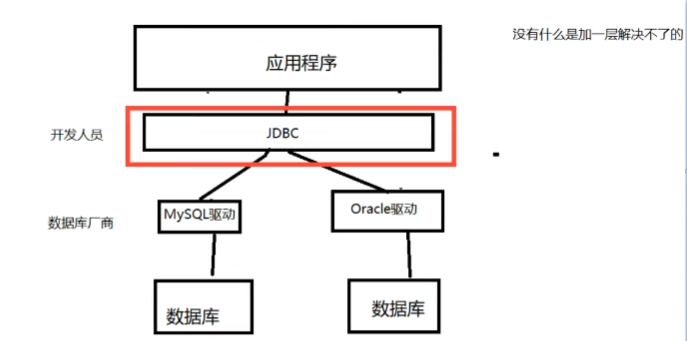 没有什么是加一层解决不了的
应用程序
开发人员
JDBC
数据库厂商
MySQL驱动
Oracle驱动
数据库
数据库